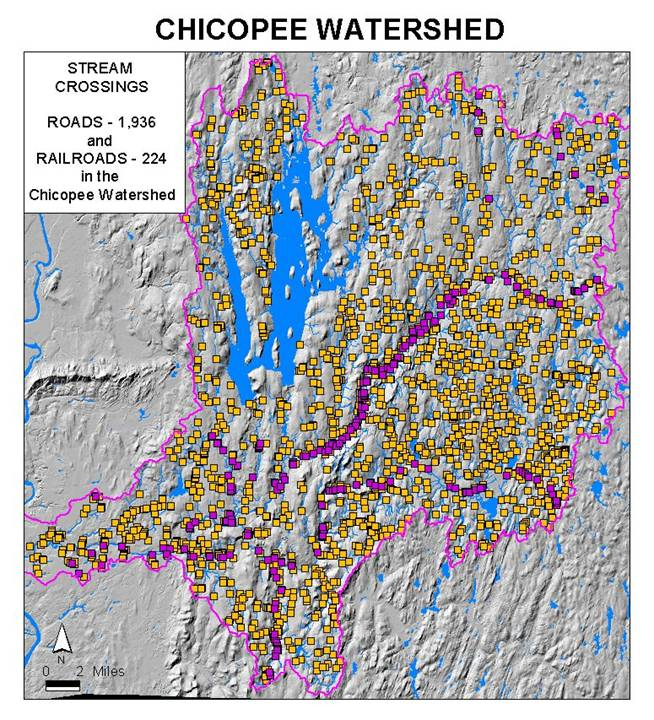 CHICOPEE WATERSHED
STREAM
CROSSINGS
ROADS - 1,936
and
RAILROADS - 224
in the
Chicopee Watershed
N
0 2 Miles